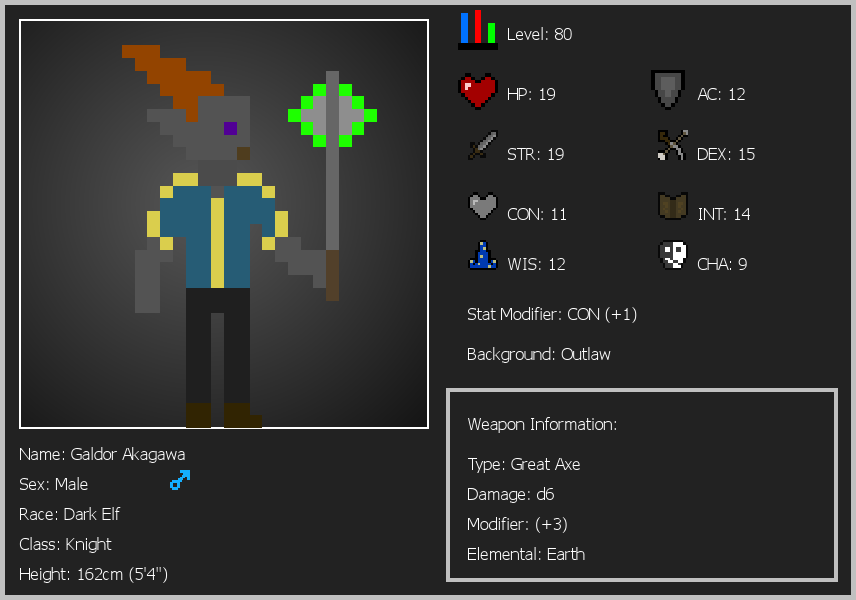 Level: 80
HP: 19
AC: 12
STR: 19
DEX: 15
CON: 11
INT: 14
WIS: 12
CHA: 9
Stat Modifier: CON (+1)
Background: Outlaw
Weapon Information:
Type: Great Axe
Damage: d6
Modifier: (+3)
Elemental: Earth
Name: Galdor Akagawa
Sex: Male
Race: Dark Elf
Class: Knight
Height: 162cm (5'4")